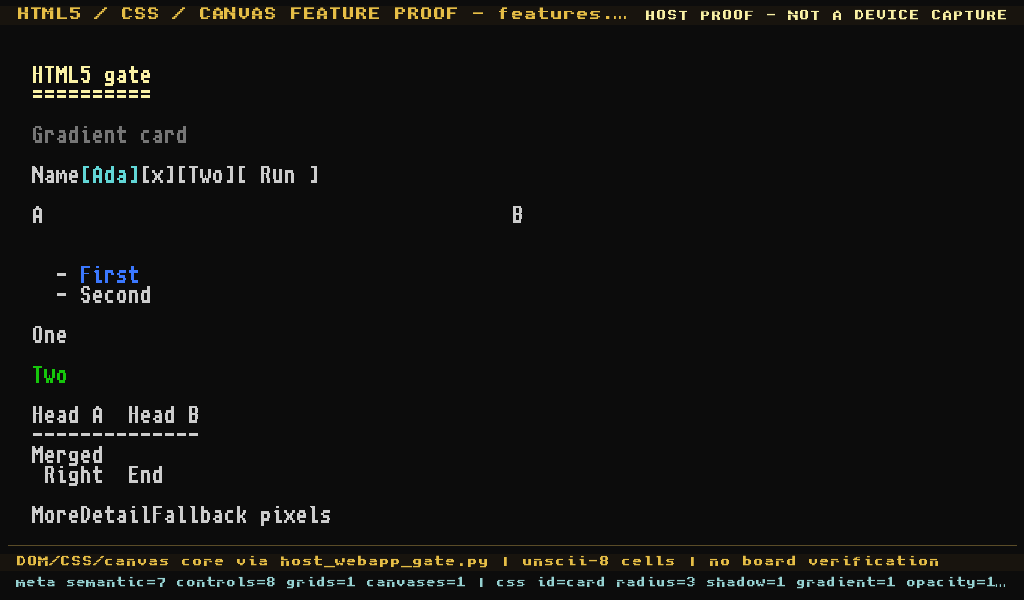 HTML5 / CSS / CANVAS FEATURE PROOF - features.… HOST PROOF - NOT A DEVICE CAPTURE
HTML5 gate
==========
Gradient card
Name[Ada][x][Two][ Run ]
A B
- First
- Second
One
Two
Head A  Head B
--------------
Merged
Right  End
MoreDetailFallback pixels
DOM/CSS/canvas core via host_webapp_gate.py | unscii-8 cells | no board verification
meta semantic=7 controls=8 grids=1 canvases=1 | css id=card radius=3 shadow=1 gradient=1 opacity=1…